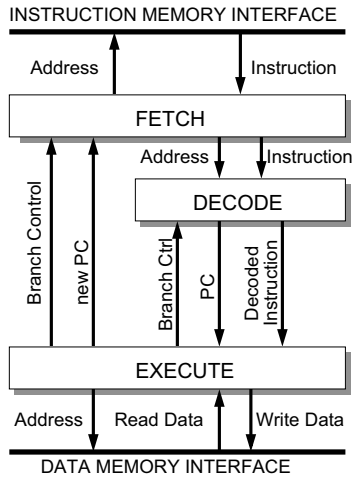 INSTRUCTION MEMORY INTERFACE
Address
Instruction
FETCH
Address
Instruction
DECODE
Branch Control
new PC
Branch Ctrl
PC
Decoded
Instruction
EXECUTE
Address
Read Data
Write Data
DATA MEMORY INTERFACE